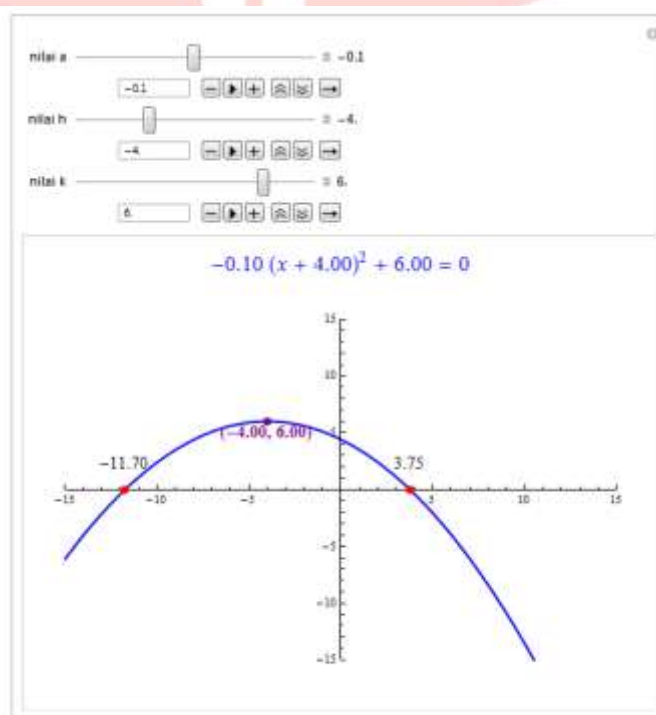 nilai a = -0.1
-0.1
nilai h = -4.
-4.
nilai k = 6.
6.
-0.10 (x + 4.00)² + 6.00 = 0
15
10
5
(-4.00, 6.00)
-11.70 3.75
-15 -10 -5 5 10 15
-5
-10
-15